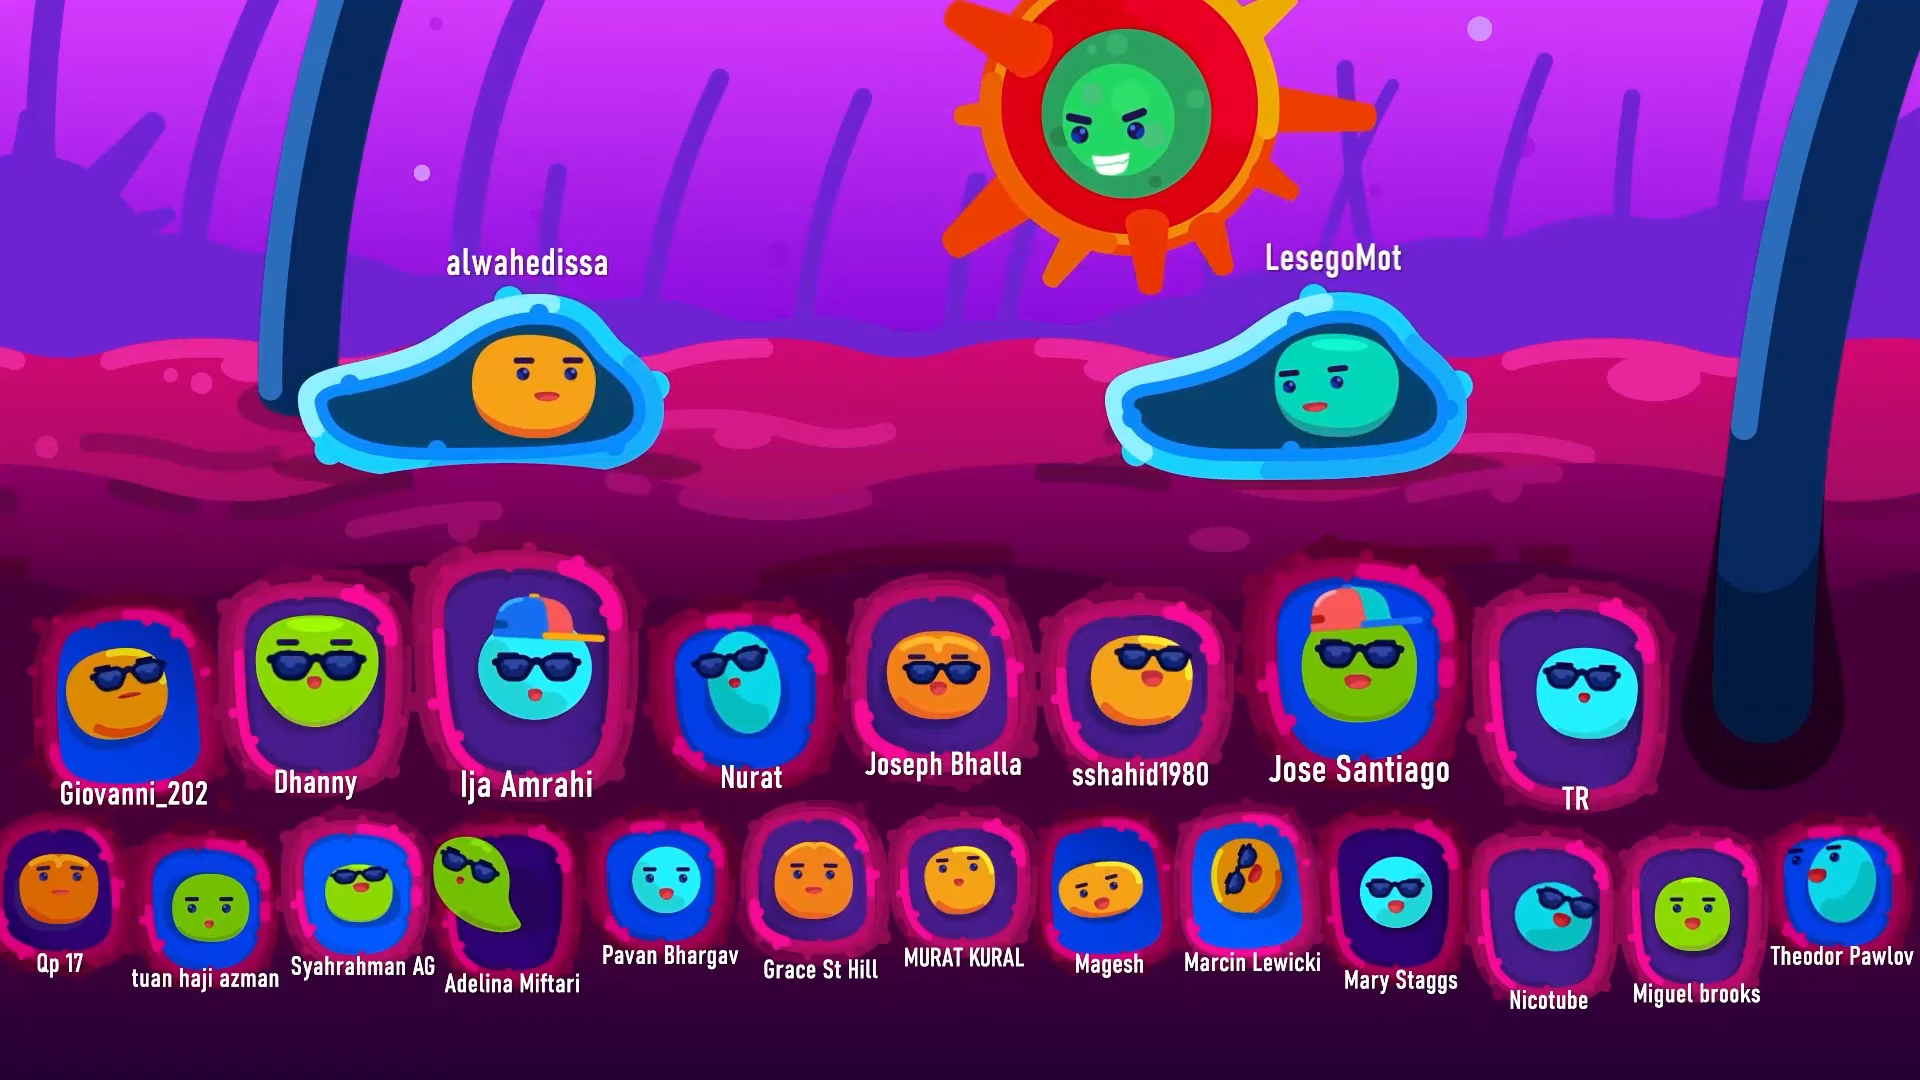 alwahedissa
LesegoMot
Giovanni_202
Dhanny
Ija Amrahi
Nurat
Joseph Bhalla
sshahid1980
Jose Santiago
TR
Qp 17
tuan haji azman
Syahrahman AG
Adelina Miftari
Pavan Bhargav
Grace St Hill
MURAT KURAL
Magesh
Marcin Lewicki
Mary Staggs
Nicotube
Miguel brooks
Theodor Pawlov